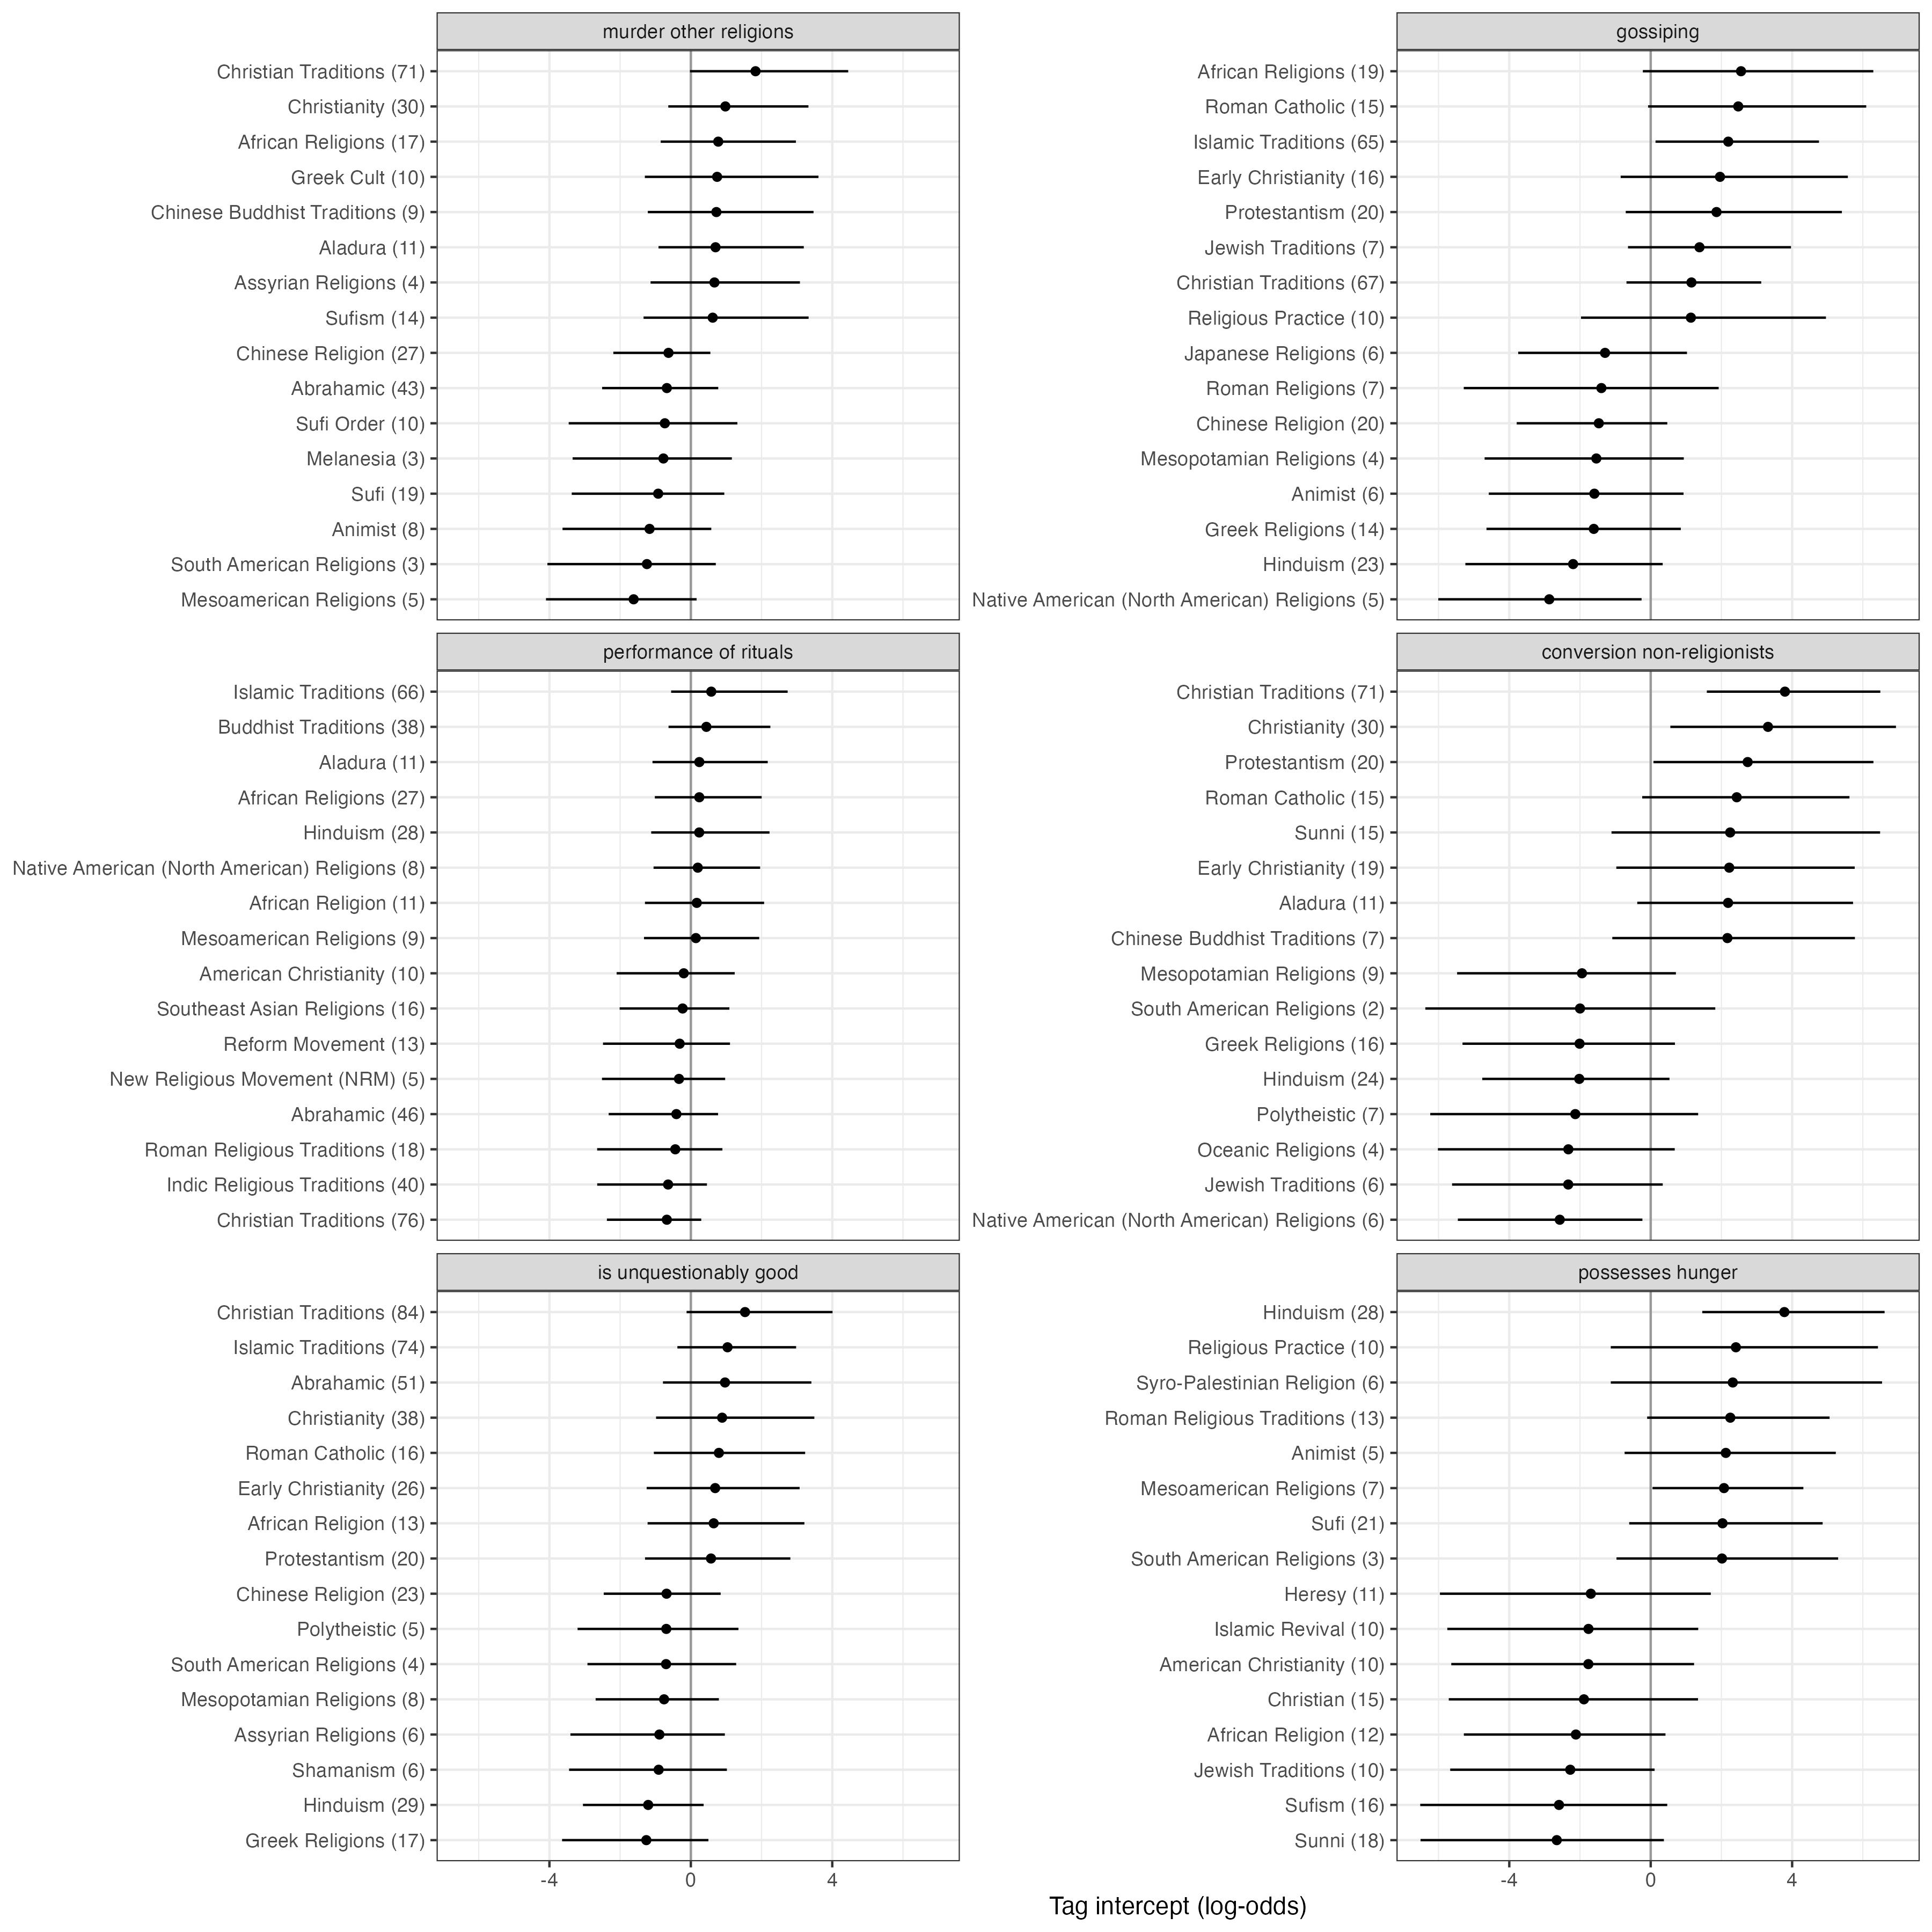 murder other religions
Christian Traditions (71)
Christianity (30)
African Religions (17)
Greek Cult (10)
Chinese Buddhist Traditions (9)
Aladura (11)
Assyrian Religions (4)
Sufism (14)
Chinese Religion (27)
Abrahamic (43)
Sufi Order (10)
Melanesia (3)
Sufi (19)
Animist (8)
South American Religions (3)
Mesoamerican Religions (5)
gossiping
African Religions (19)
Roman Catholic (15)
Islamic Traditions (65)
Early Christianity (16)
Protestantism (20)
Jewish Traditions (7)
Christian Traditions (67)
Religious Practice (10)
Japanese Religions (6)
Roman Religions (7)
Chinese Religion (20)
Mesopotamian Religions (4)
Animist (6)
Greek Religions (14)
Hinduism (23)
Native American (North American) Religions (5)
performance of rituals
Islamic Traditions (66)
Buddhist Traditions (38)
Aladura (11)
African Religions (27)
Hinduism (28)
Native American (North American) Religions (8)
African Religion (11)
Mesoamerican Religions (9)
American Christianity (10)
Southeast Asian Religions (16)
Reform Movement (13)
New Religious Movement (NRM) (5)
Abrahamic (46)
Roman Religious Traditions (18)
Indic Religious Traditions (40)
Christian Traditions (76)
conversion non-religionists
Christian Traditions (71)
Christianity (30)
Protestantism (20)
Roman Catholic (15)
Sunni (15)
Early Christianity (19)
Aladura (11)
Chinese Buddhist Traditions (7)
Mesopotamian Religions (9)
South American Religions (2)
Greek Religions (16)
Hinduism (24)
Polytheistic (7)
Oceanic Religions (4)
Jewish Traditions (6)
Native American (North American) Religions (6)
is unquestionably good
Christian Traditions (84)
Islamic Traditions (74)
Abrahamic (51)
Christianity (38)
Roman Catholic (16)
Early Christianity (26)
African Religion (13)
Protestantism (20)
Chinese Religion (23)
Polytheistic (5)
South American Religions (4)
Mesopotamian Religions (8)
Assyrian Religions (6)
Shamanism (6)
Hinduism (29)
Greek Religions (17)
-4 0 4
possesses hunger
Hinduism (28)
Religious Practice (10)
Syro-Palestinian Religion (6)
Roman Religious Traditions (13)
Animist (5)
Mesoamerican Religions (7)
Sufi (21)
South American Religions (3)
Heresy (11)
Islamic Revival (10)
American Christianity (10)
Christian (15)
African Religion (12)
Jewish Traditions (10)
Sufism (16)
Sunni (18)
-4 0 4
Tag intercept (log-odds)